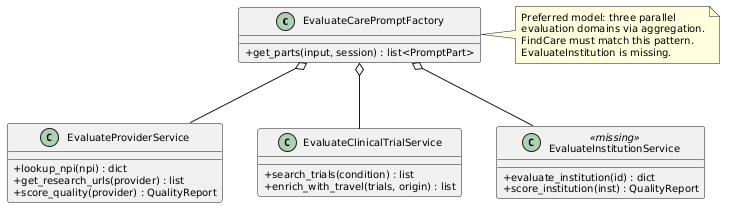 C EvaluateCarePromptFactory
+get_parts(input, session) : list<PromptPart>
Preferred model: three parallel
evaluation domains via aggregation.
FindCare must match this pattern.
EvaluateInstitution is missing.
C EvaluateProviderService
+lookup_npi(npi) : dict
+get_research_urls(provider) : list
+score_quality(provider) : QualityReport
C EvaluateClinicalTrialService
+search_trials(condition) : list
+enrich_with_travel(trials, origin) : list
C «missing»
EvaluateInstitutionService
+evaluate_institution(id) : dict
+score_institution(inst) : QualityReport